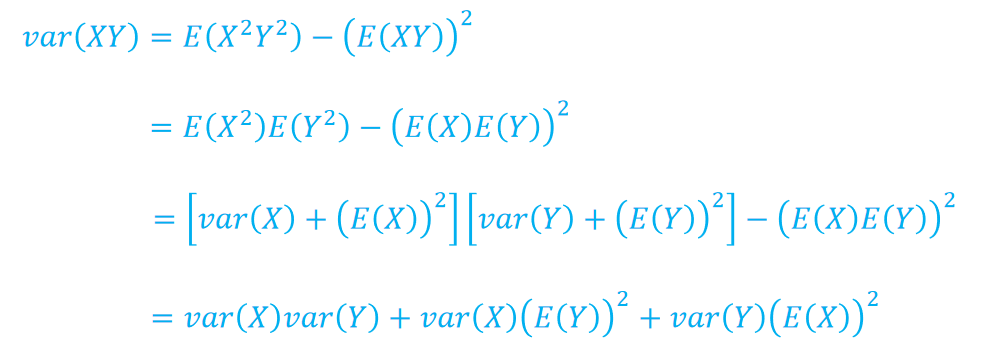 var(XY) = E(X²Y²) − (E(XY))²
= E(X²)E(Y²) − (E(X)E(Y))²
= [var(X) + (E(X))²][var(Y) + (E(Y))²] − (E(X)E(Y))²
= var(X)var(Y) + var(X)(E(Y))² + var(Y)(E(X))²